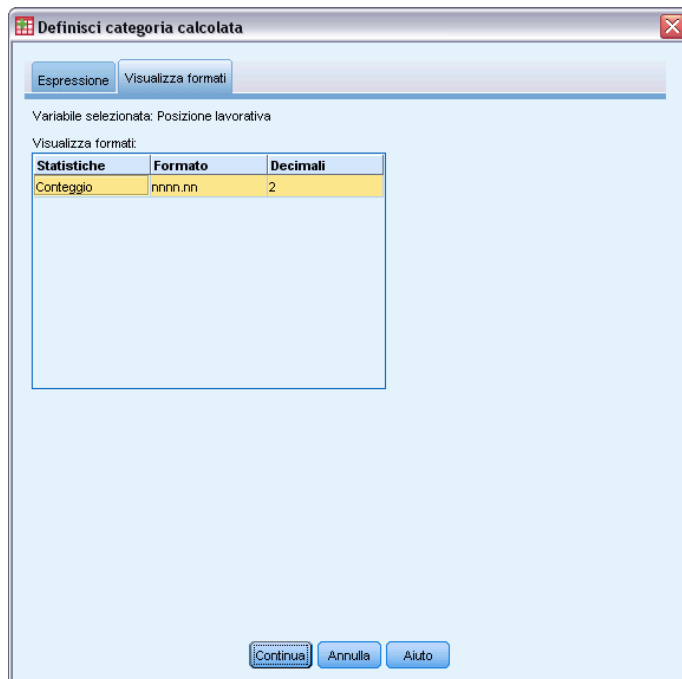 Definisci categoria calcolata
Espressione Visualizza formati
Variabile selezionata: Posizione lavorativa
Visualizza formati:
Statistiche Formato Decimali
Conteggio nnnn.nn 2
Continua Annulla Aiuto